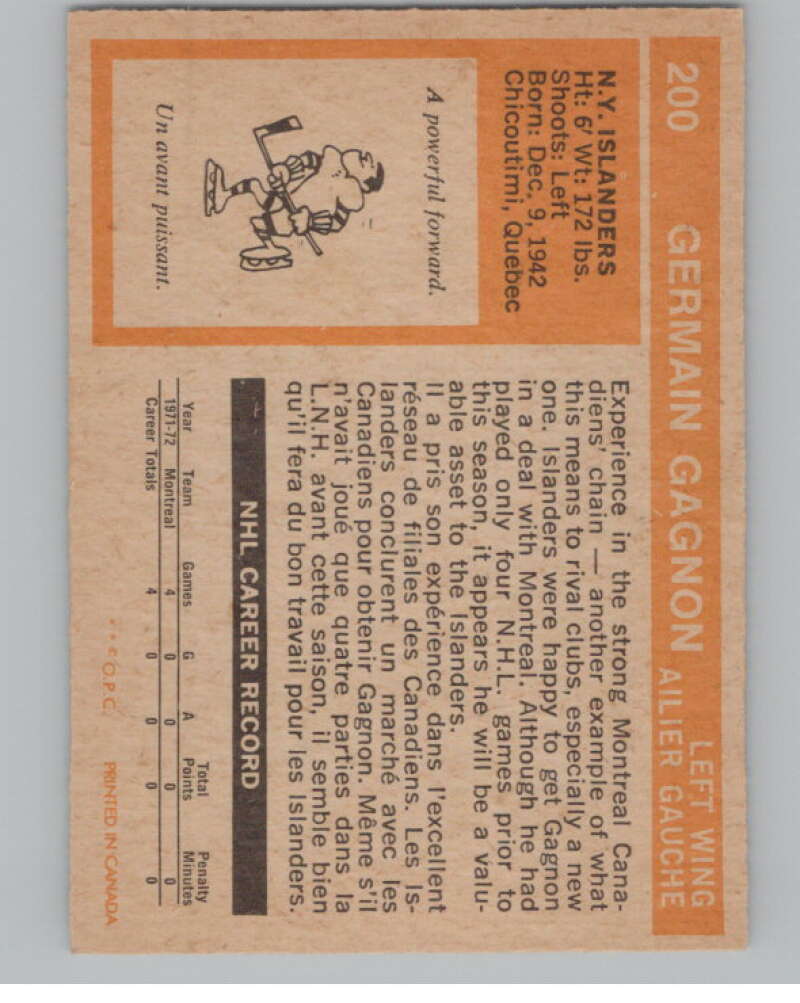 200 GERMAIN GAGNON LEFT WING
AILIER GAUCHE
N.Y. ISLANDERS
Ht: 6' Wt: 172 lbs.
Shoots: Left
Born: Dec. 9, 1942
Chicoutimi, Quebec
A powerful forward.
Un avant puissant.
Experience in the strong Montreal Cana-
diens' chain — another example of what
this means to rival clubs, especially a new
one. Islanders were happy to get Gagnon
in a deal with Montreal. Although he had
played only four N.H.L. games prior to
this season, it appears he will be a valu-
able asset to the Islanders.
Il a pris son expérience dans l'excellent
réseau de filiales des Canadiens. Les Is-
landers conclurent un marché avec les
Canadiens pour obtenir Gagnon. Même s'il
n'avait joué que quatre parties dans la
L.N.H. avant cette saison, il semble bien
qu'il fera du bon travail pour les Islanders.
NHL CAREER RECORD
Year Team Games G A Total Points Penalty Minutes
1971-72 Montreal 4 0 0 0 0
Career Totals 4 0 0 0 0
* * © O.P.C. PRINTED IN CANADA